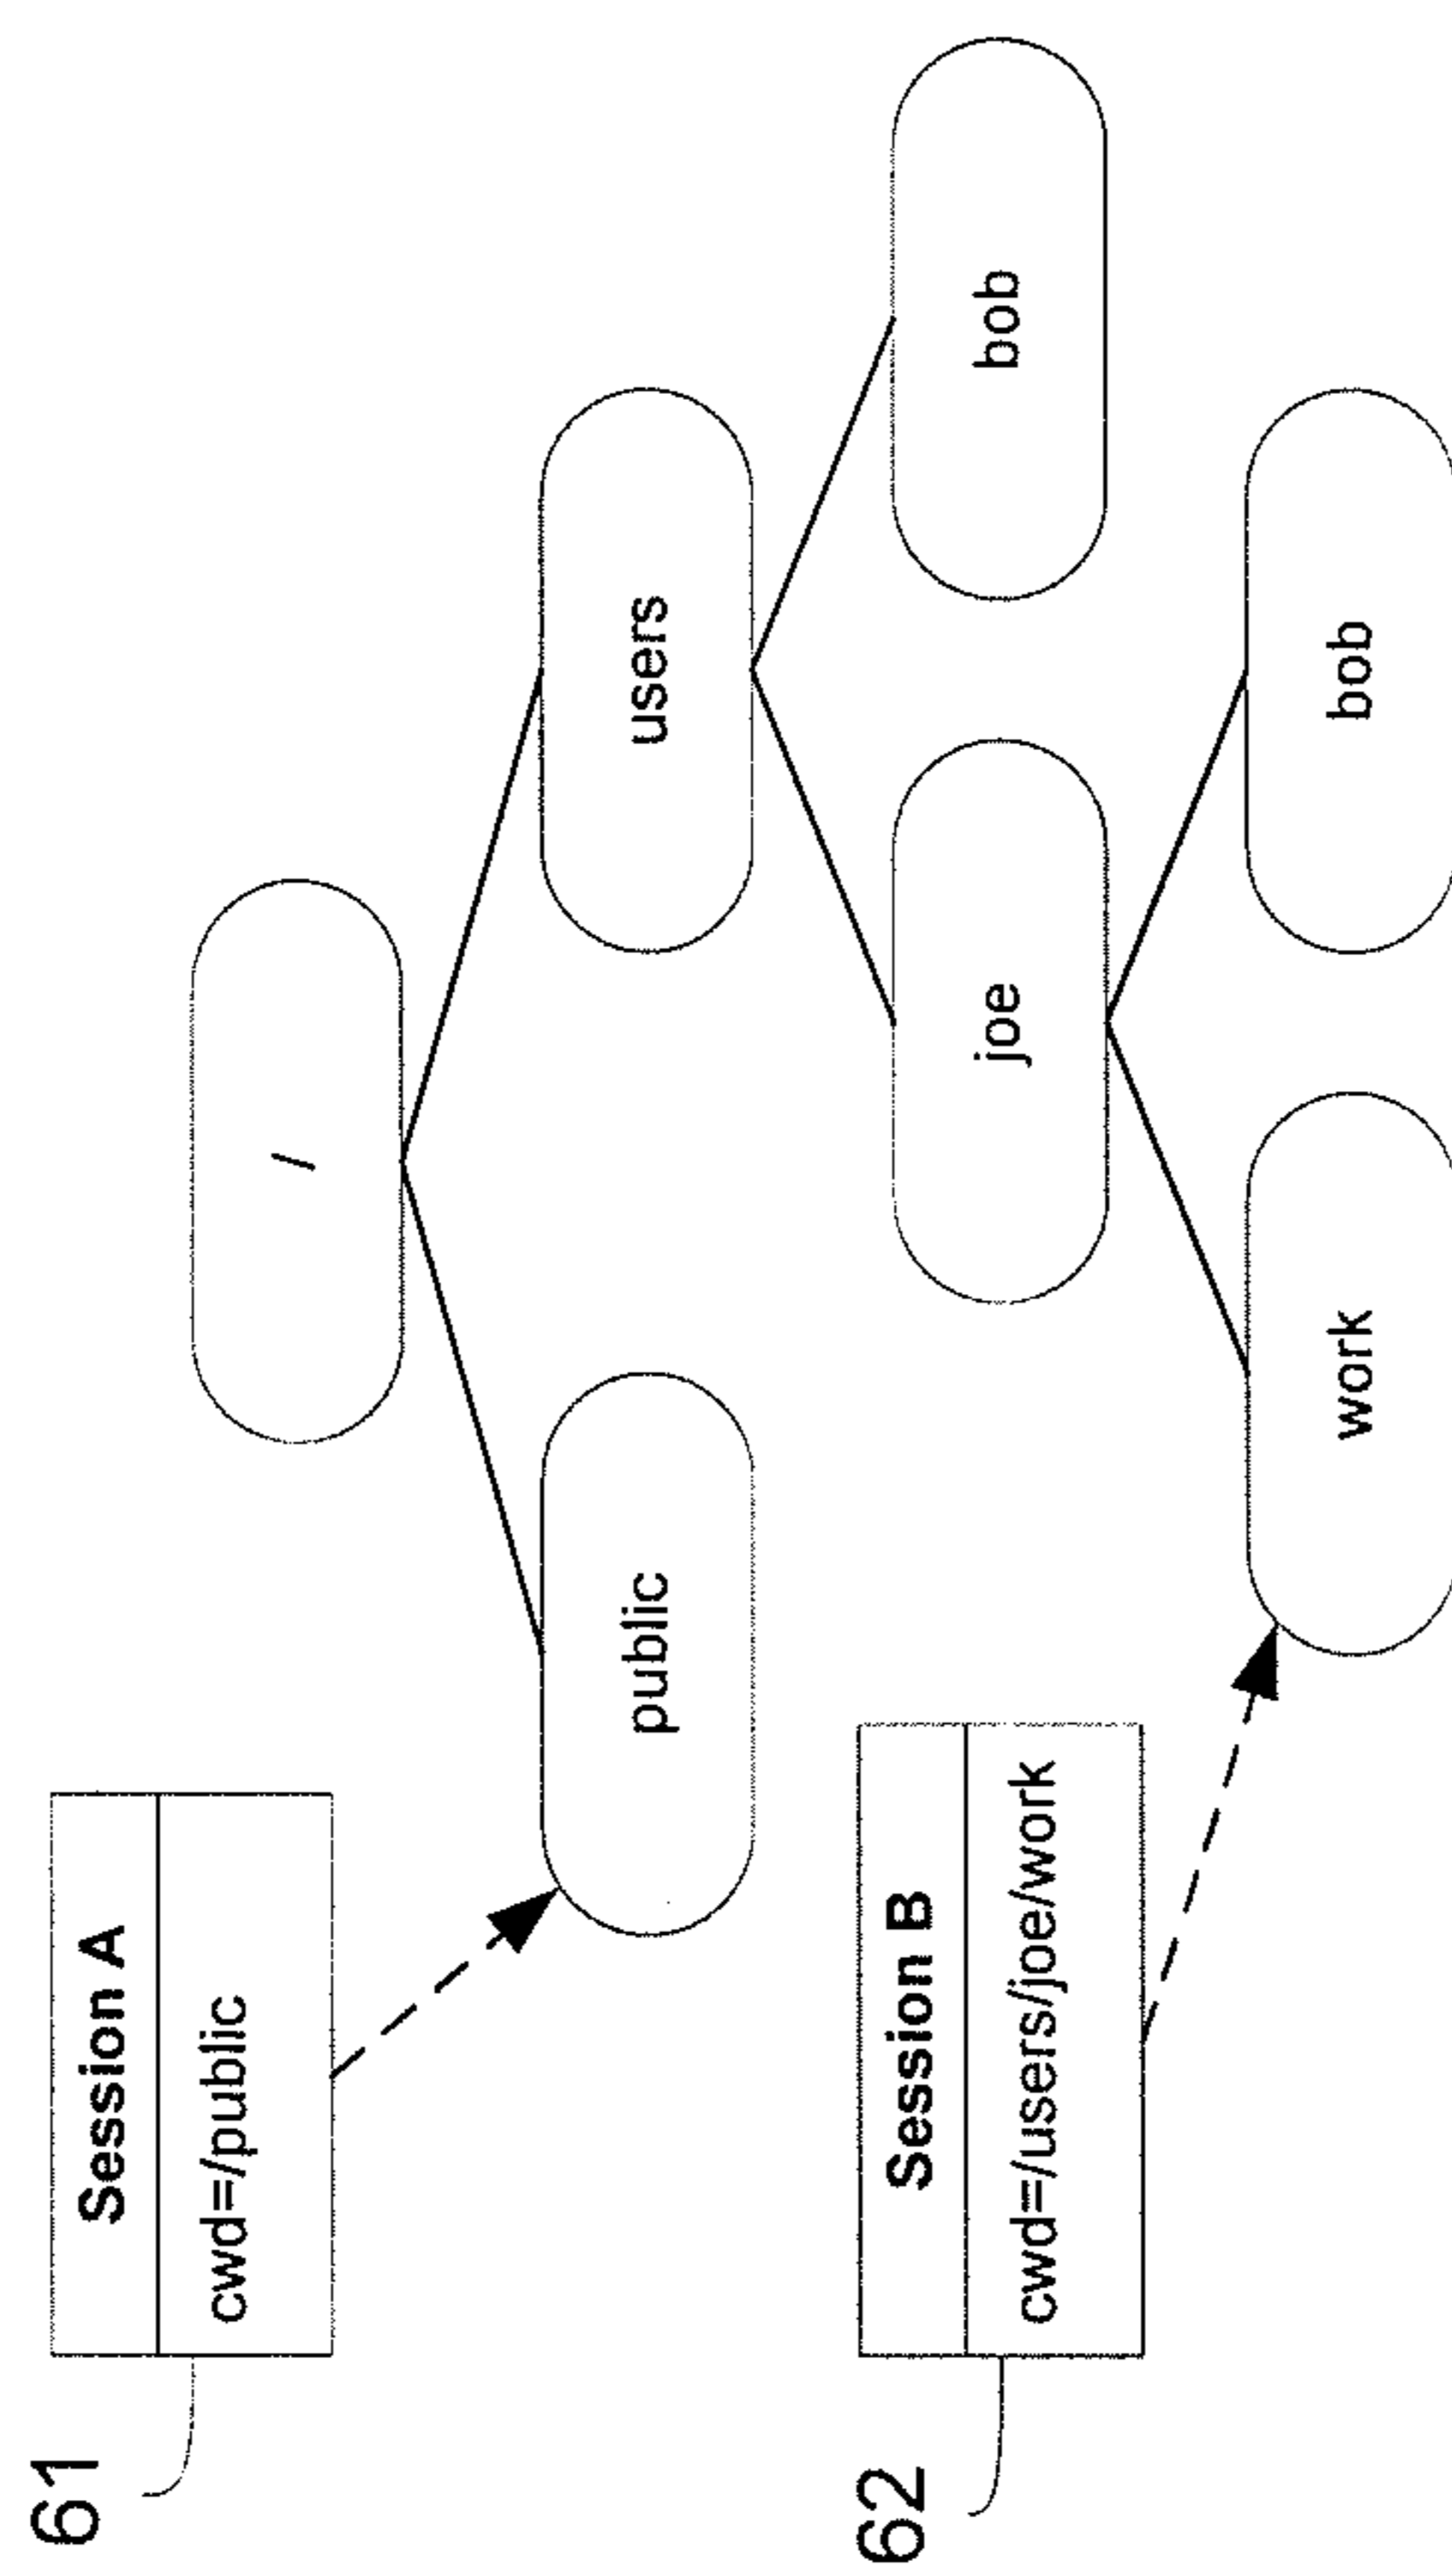 61
Session A
cwd=/public
/
public
users
62
Session B
cwd=/users/joe/work
joe
bob
work
bob